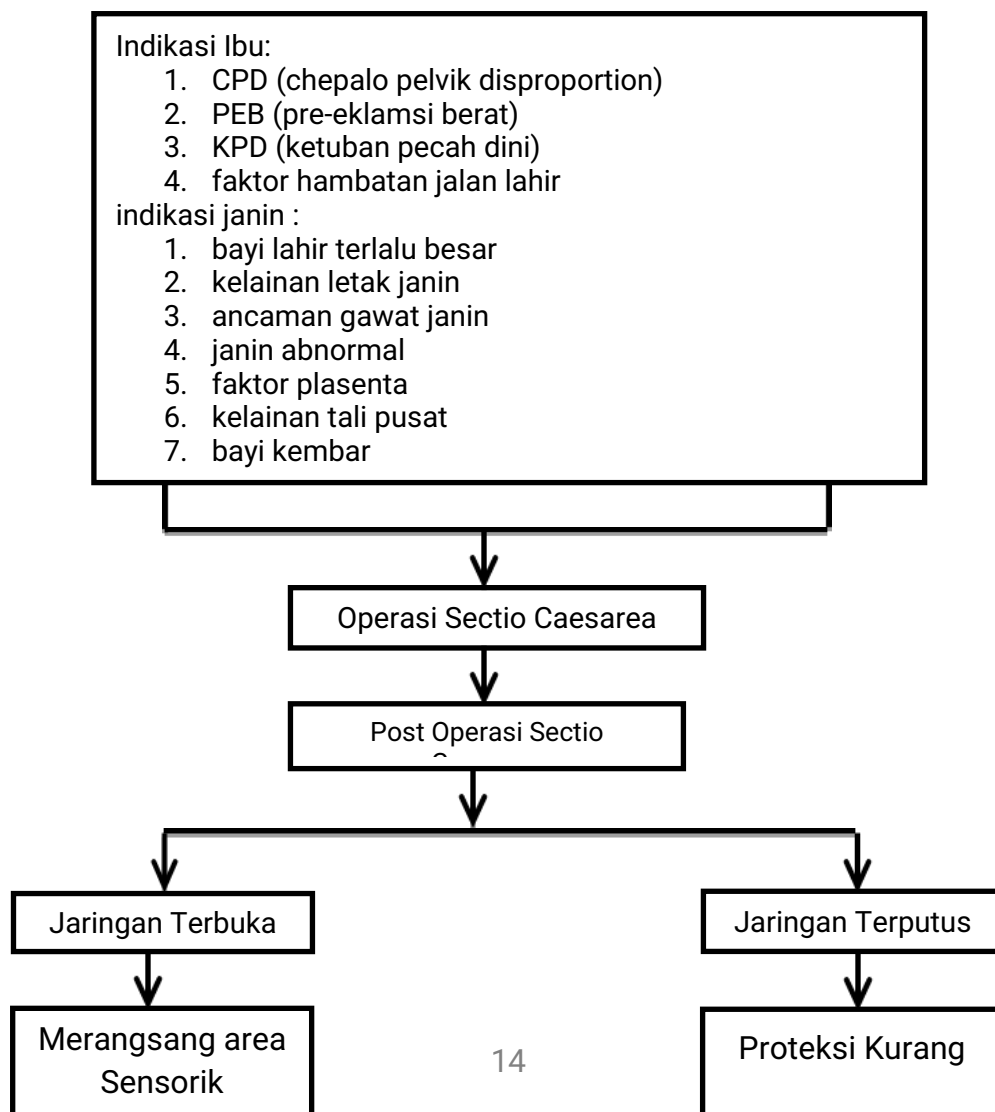 Indikasi Ibu:
1. CPD (chepalo pelvik disproportion)
2. PEB (pre-eklamsi berat)
3. KPD (ketuban pecah dini)
4. faktor hambatan jalan lahir
indikasi janin :
1. bayi lahir terlalu besar
2. kelainan letak janin
3. ancaman gawat janin
4. janin abnormal
5. faktor plasenta
6. kelainan tali pusat
7. bayi kembar
Operasi Sectio Caesarea
Post Operasi Sectio
Jaringan Terbuka
Jaringan Terputus
Merangsang area
Sensorik
Proteksi Kurang
14